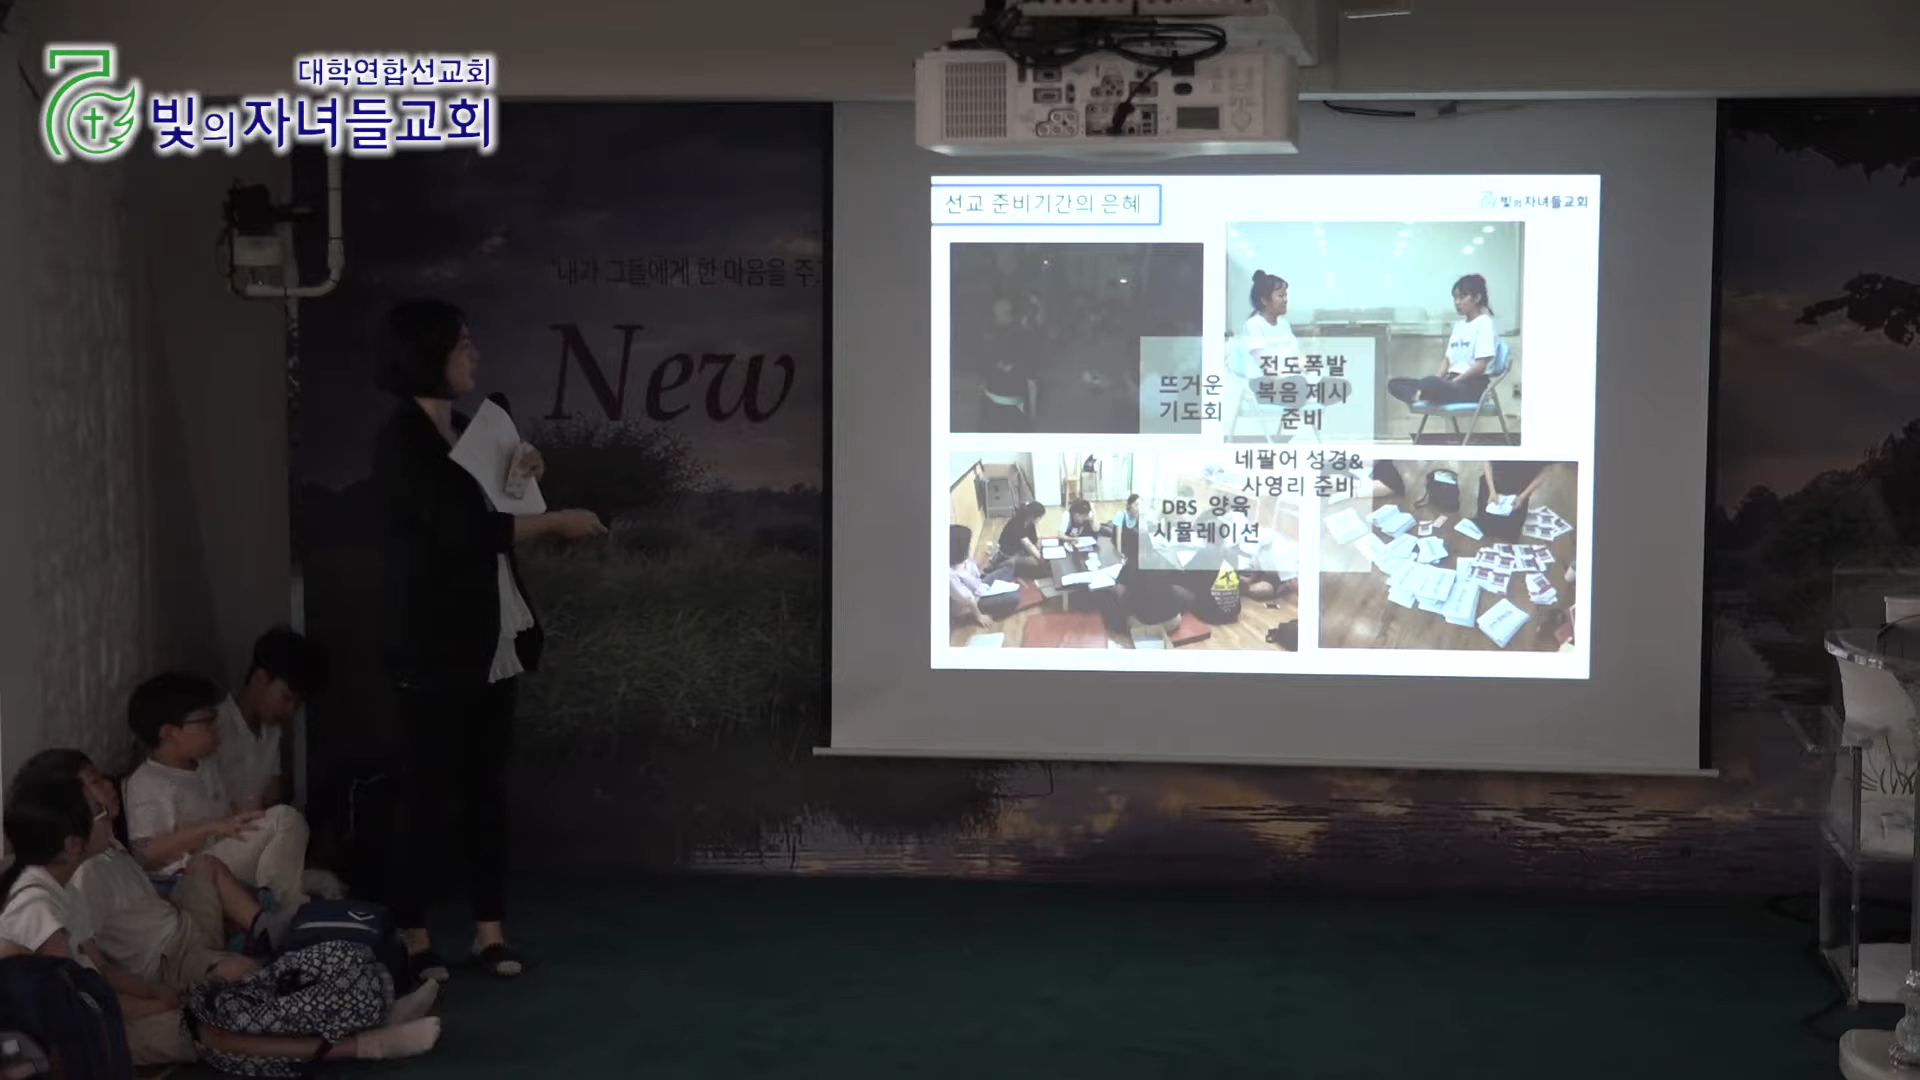 대학연합선교회
빛의자녀들교회
'내가 그들에게 한 마음을 주
New
선교 준비기간의 은혜
빛의자녀들교회
뜨거운
기도회
전도폭발
복음 제시
준비
네팔어 성경&
사영리 준비
DBS 양육
시뮬레이션